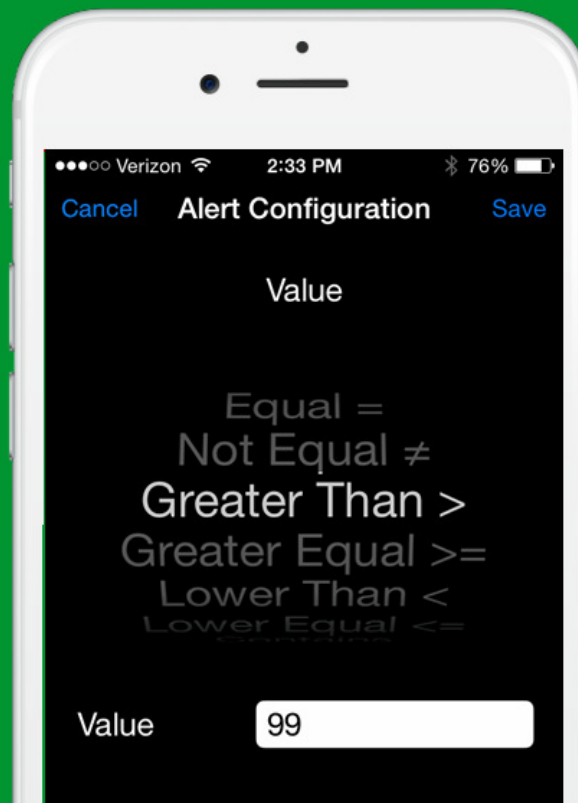 Verizon 2:33 PM 76%
Cancel Alert Configuration Save
Value
Equal =
Not Equal ≠
Greater Than >
Greater Equal >=
Lower Than <
Lower Equal <=
Contains
Value 99